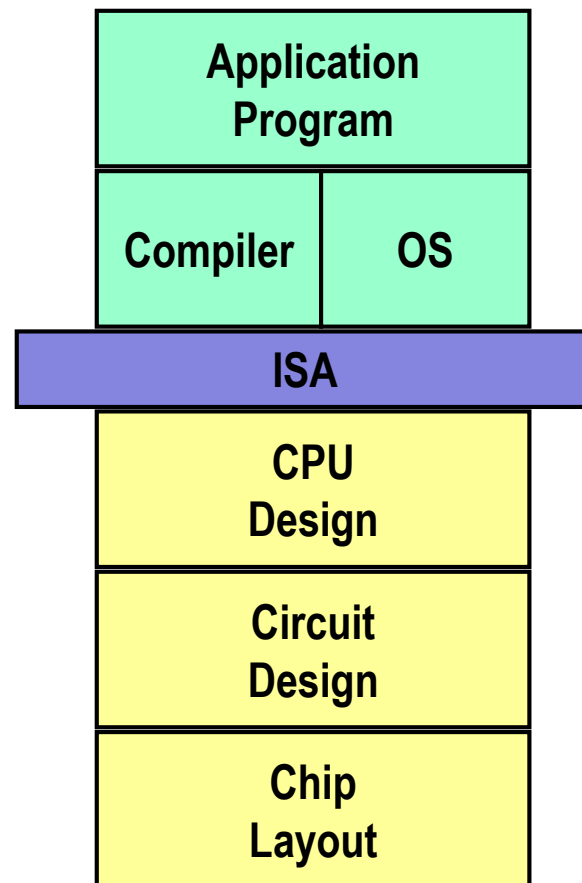 Application
Program
Compiler OS
ISA
CPU
Design
Circuit
Design
Chip
Layout